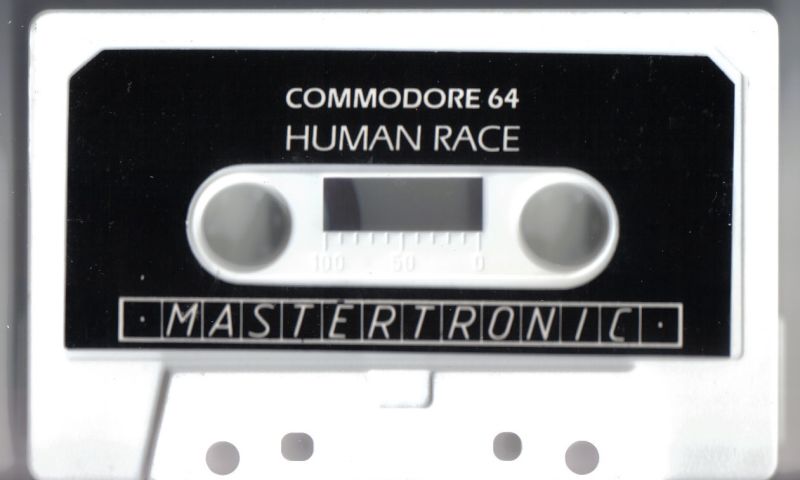 COMMODORE 64
HUMAN RACE
100 50 0
· MASTERTRONIC ·